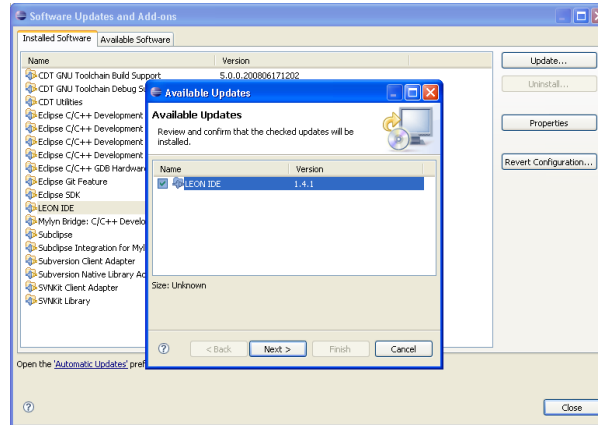 Software Updates and Add-ons
Installed Software
Available Software
Name
Version
CDT GNU Toolchain Build Support
5.0.0.200806171202
CDT GNU Toolchain Debug
CDT Utilities
Eclipse C/C++ Development
Eclipse C/C++ Development
Eclipse C/C++ Development
Eclipse C/C++ Development
Eclipse C/C++ GDB Hardware
Eclipse Git Feature
Eclipse SDK
LEON IDE
Mylyn Bridge: C/C++ Develo
Subclipse
Subclipse Integration for Myl
Subversion Client Adapter
Subversion Native Library Ad
SVNKit Client Adapter
SVNKit Library
Open the 'Automatic Updates' pref
Update...
Uninstall...
Properties
Revert Configuration...
Close
Available Updates
Available Updates
Review and confirm that the checked updates will be
installed.
Name
Version
LEON IDE
1.4.1
Size: Unknown
< Back
Next >
Finish
Cancel